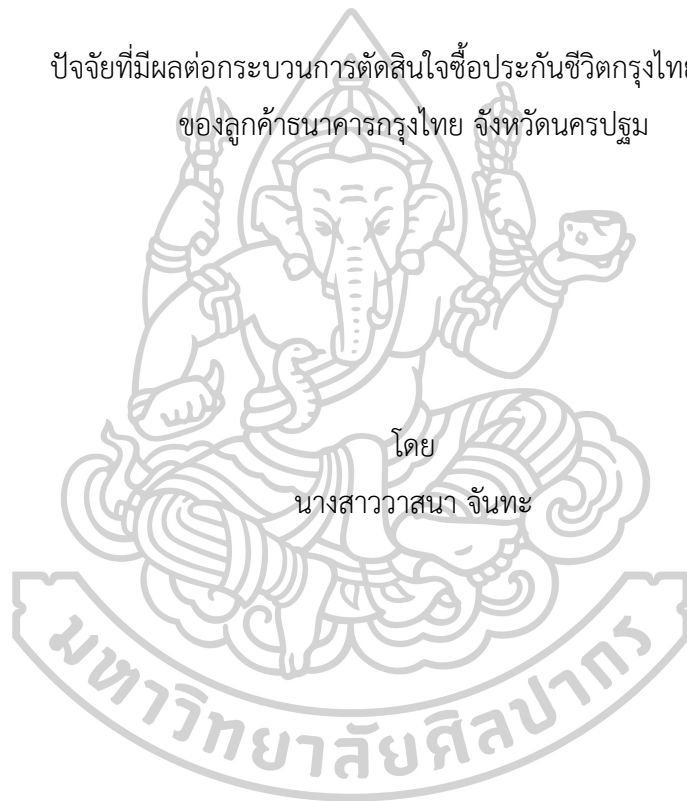 ปัจจัยที่มีผลต่อกระบวนการตัดสินใจซื้อประกันชีวิตกรุงไทย
ของลูกค้าธนาคารกรุงไทย จังหวัดนครปฐม
โดย
นางสาววาสนา จันทะ
มหาวิทยาลัยศิลปากร